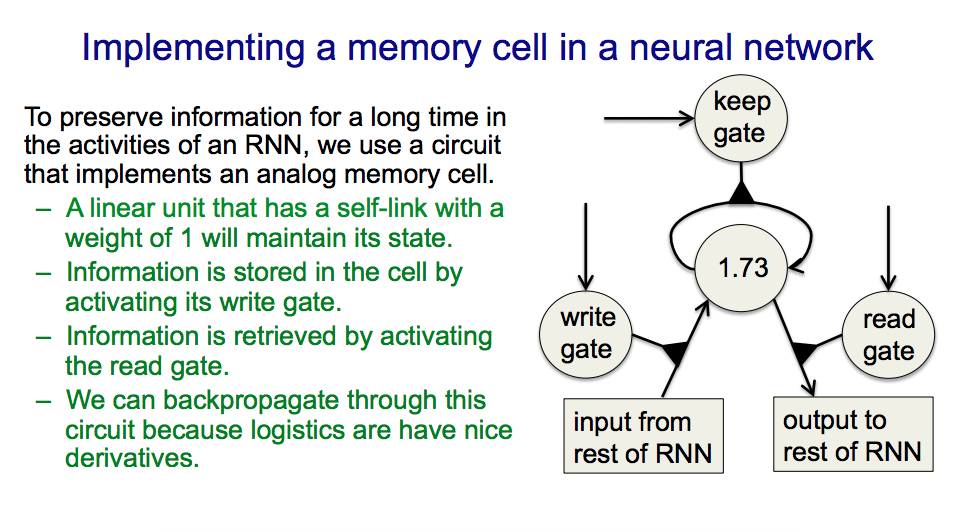 Implementing a memory cell in a neural network
To preserve information for a long time in
the activities of an RNN, we use a circuit
that implements an analog memory cell.
– A linear unit that has a self-link with a
weight of 1 will maintain its state.
– Information is stored in the cell by
activating its write gate.
– Information is retrieved by activating
the read gate.
– We can backpropagate through this
circuit because logistics are have nice
derivatives.
keep
gate
1.73
write
gate
read
gate
input from
rest of RNN
output to
rest of RNN